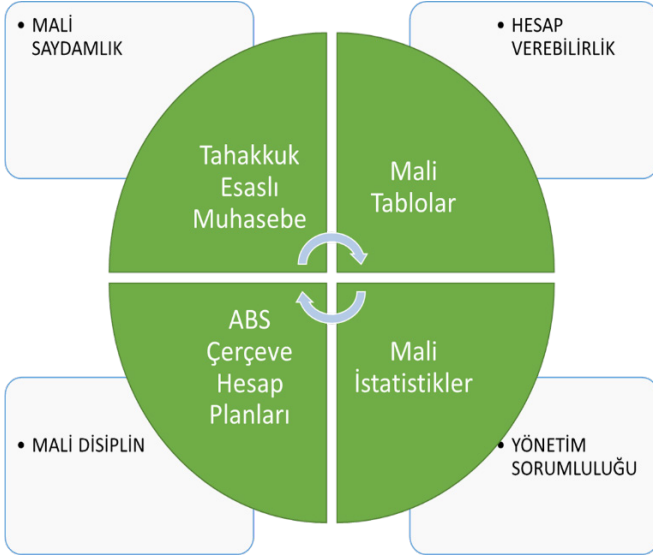 • MALİ
SAYDAMLIK
• HESAP
VEREBİLİRLİK
Tahakkuk
Esaslı
Muhasebe
Mali
Tablolar
ABS
Çerçeve
Hesap
Planları
Mali
İstatistikler
• MALİ DİSİPLİN
• YÖNETİM
SORUMLULUĞU